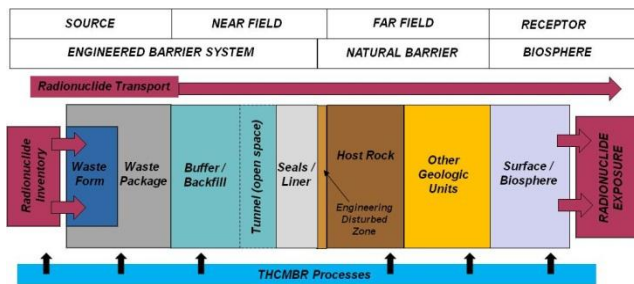 SOURCE
NEAR FIELD
FAR FIELD
RECEPTOR
ENGINEERED BARRIER SYSTEM
NATURAL BARRIER
BIOSPHERE
Radionuclide Transport
Radionuclide
Inventory
Waste
Form
Waste
Package
Buffer /
Backfill
Tunnel (open space)
Seals /
Liner
Host Rock
Engineering
Disturbed
Zone
Other
Geologic
Units
Surface /
Biosphere
RADIONUCLIDE
EXPOSURE
THCMBR Processes